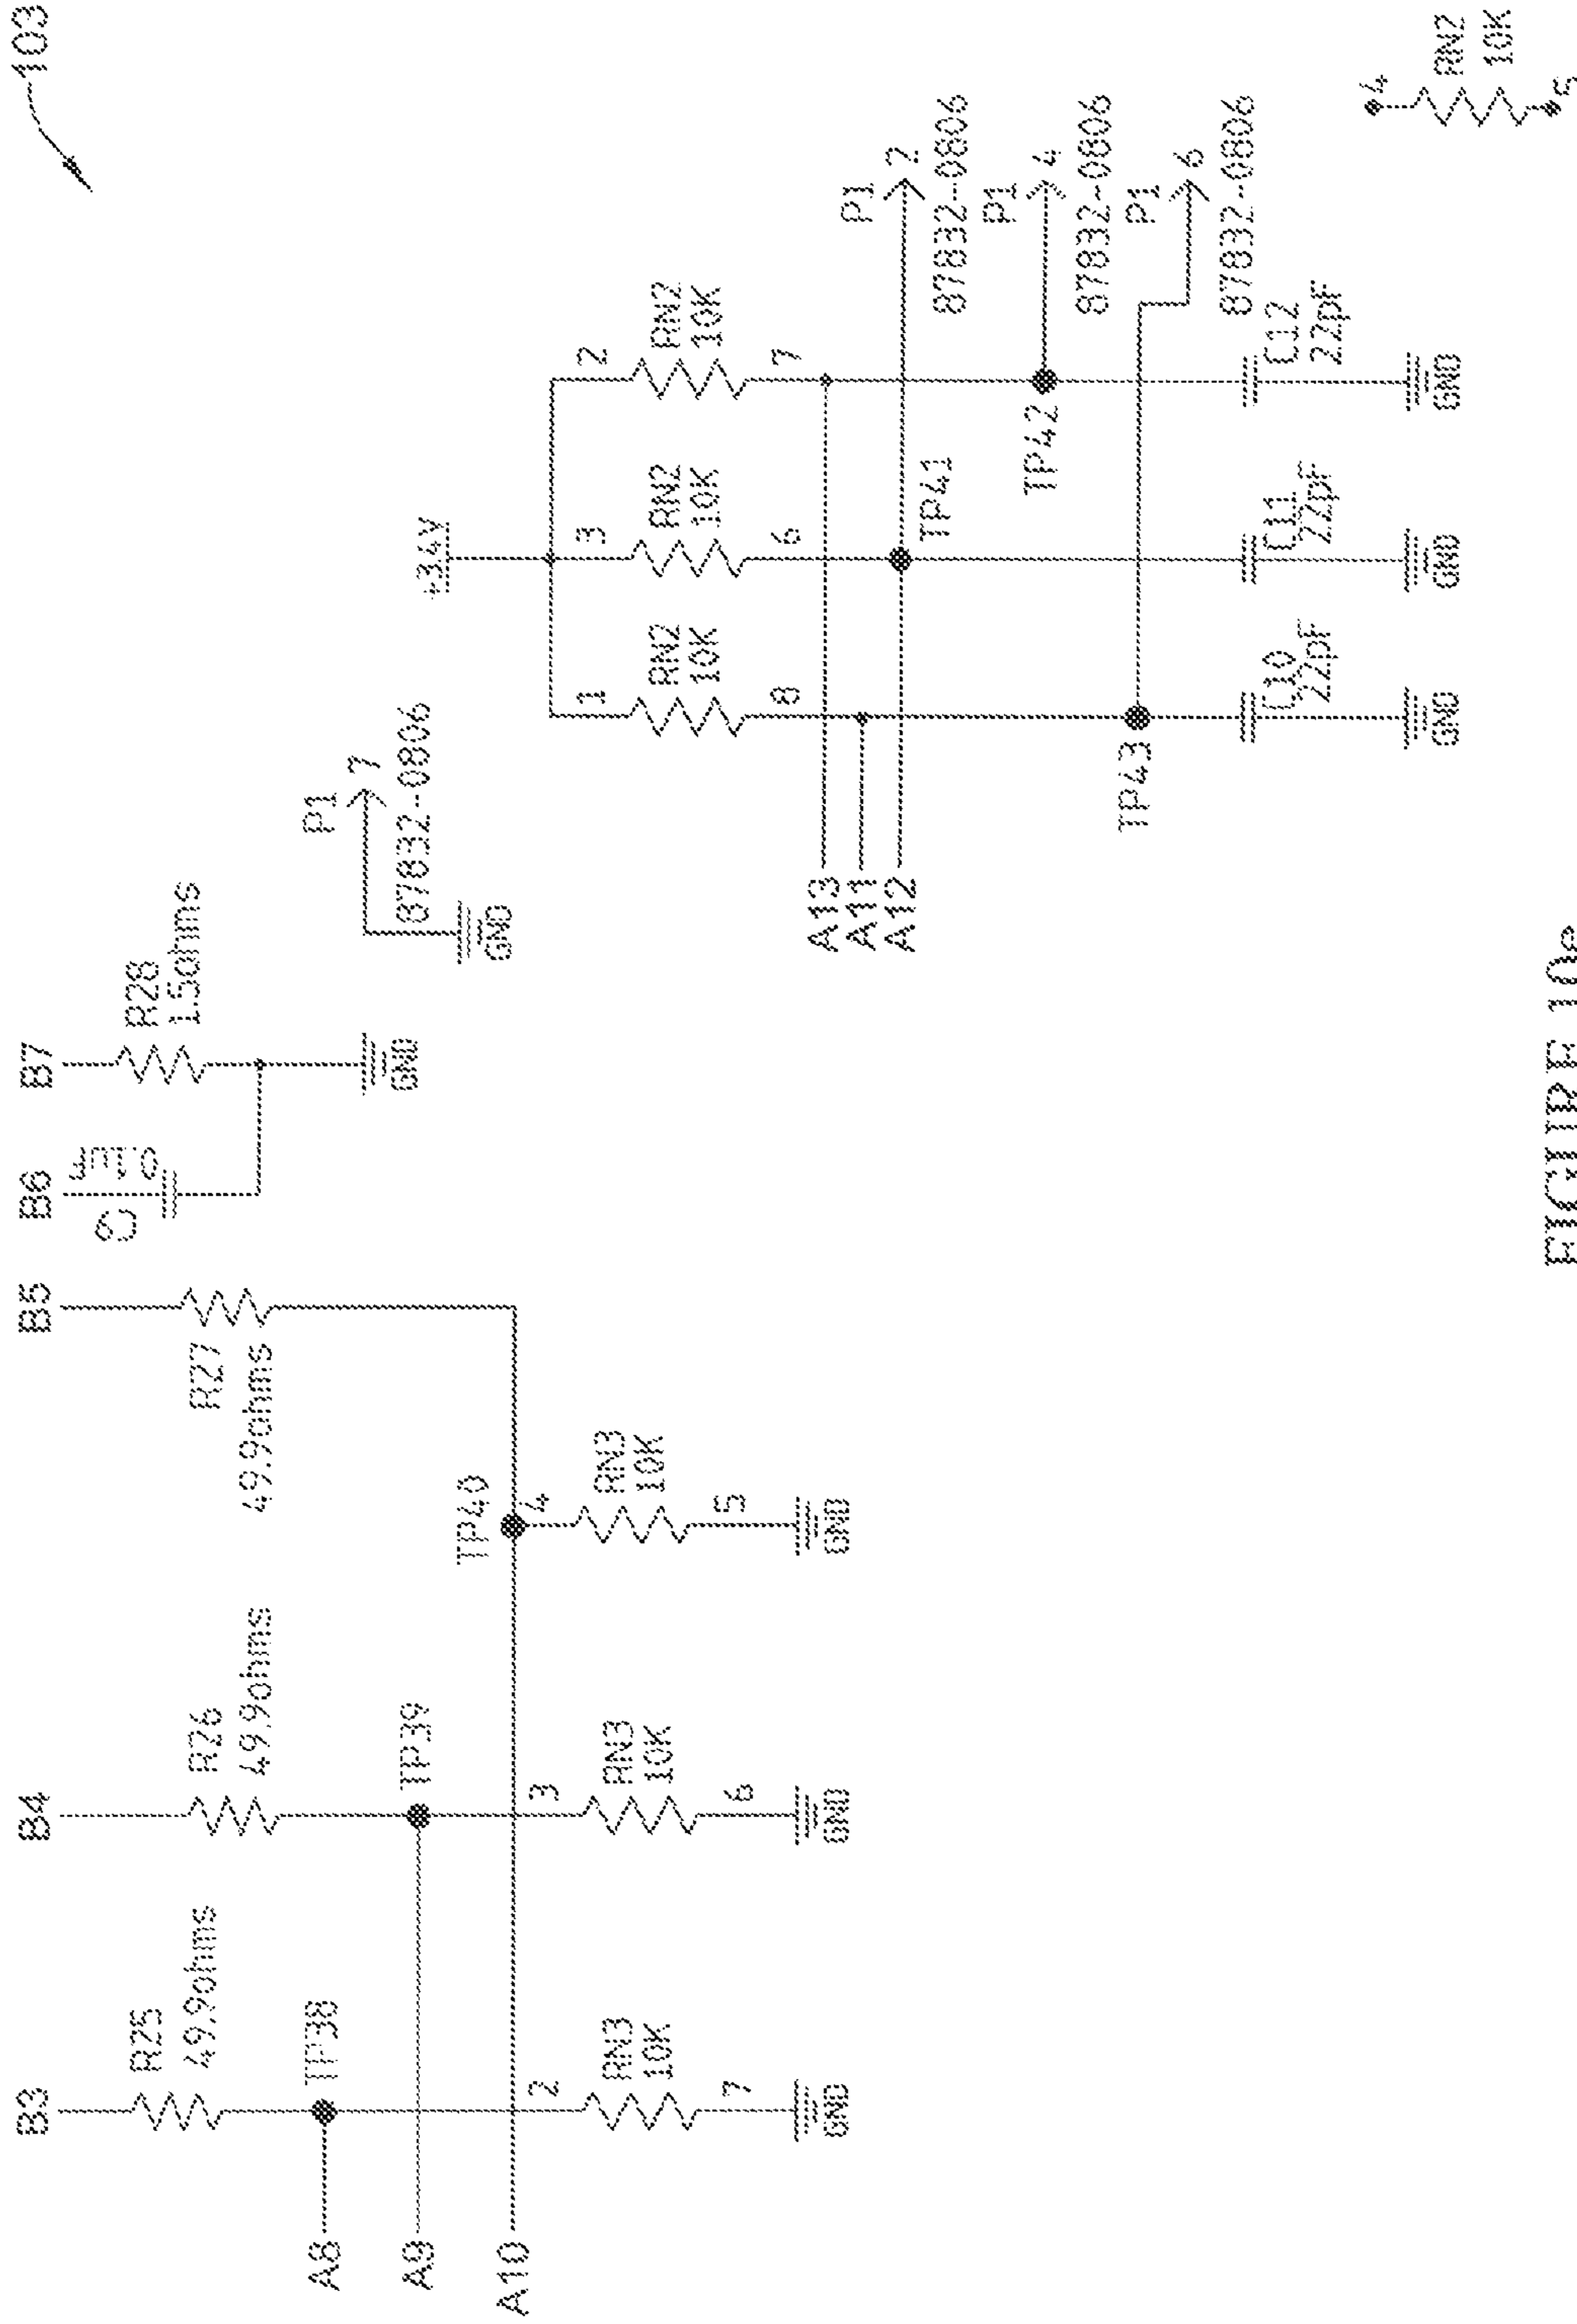 103
B3
B4
B5
B6
B7
R25
49.9ohms
R26
49.9ohms
R27
49.9ohms
C9
0.1uF
R28
1.5ohms
GND
P1
7
87832-0806
GND
A8
TP38
A9
TP39
A10
TP40
2
RN3
10K
7
GND
3
RN3
10K
6
GND
4
RN3
10K
5
GND
+3.4V
1
RN2
10K
8
3
RN2
10K
6
2
RN2
10K
7
A13
A11
A12
TP41
P1
2
87832-0806
TP42
P1
4
87832-0806
TP43
P1
6
87832-0806
C10
22pF
GND
C11
22pF
GND
C12
22pF
GND
4
RN2
10K
5
FIGURE 10e